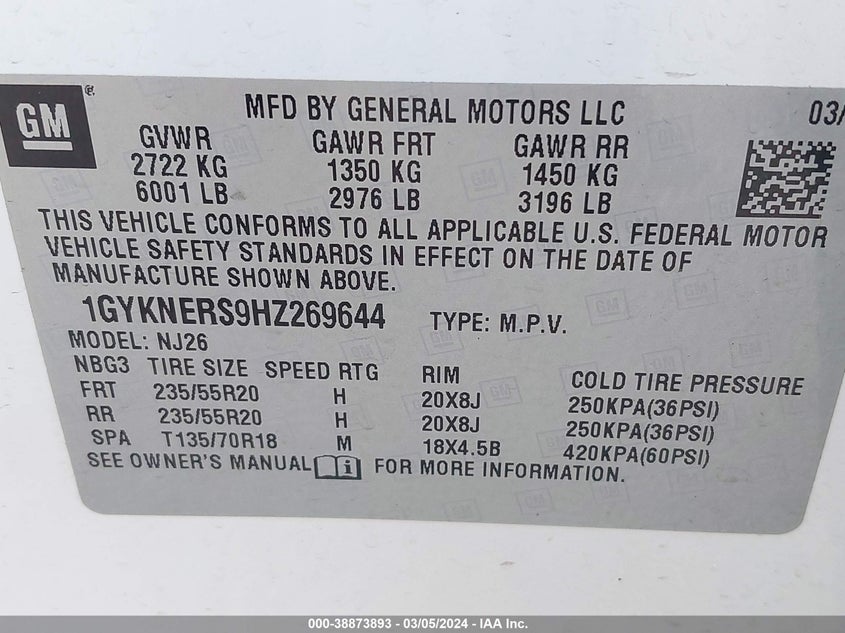 GM
MFD BY GENERAL MOTORS LLC 03/
GVWR GAWR FRT GAWR RR
2722 KG 1350 KG 1450 KG
6001 LB 2976 LB 3196 LB
THIS VEHICLE CONFORMS TO ALL APPLICABLE U.S. FEDERAL MOTOR
VEHICLE SAFETY STANDARDS IN EFFECT ON THE DATE OF
MANUFACTURE SHOWN ABOVE.
1GYKNERS9HZ269644 TYPE: M.P.V.
MODEL: NJ26
NBG3 TIRE SIZE SPEED RTG RIM COLD TIRE PRESSURE
FRT 235/55R20 H 20X8J 250KPA(36PSI)
RR 235/55R20 H 20X8J 250KPA(36PSI)
SPA T135/70R18 M 18X4.5B 420KPA(60PSI)
SEE OWNER'S MANUAL FOR MORE INFORMATION.
000-38873893 - 03/05/2024 - IAA Inc.